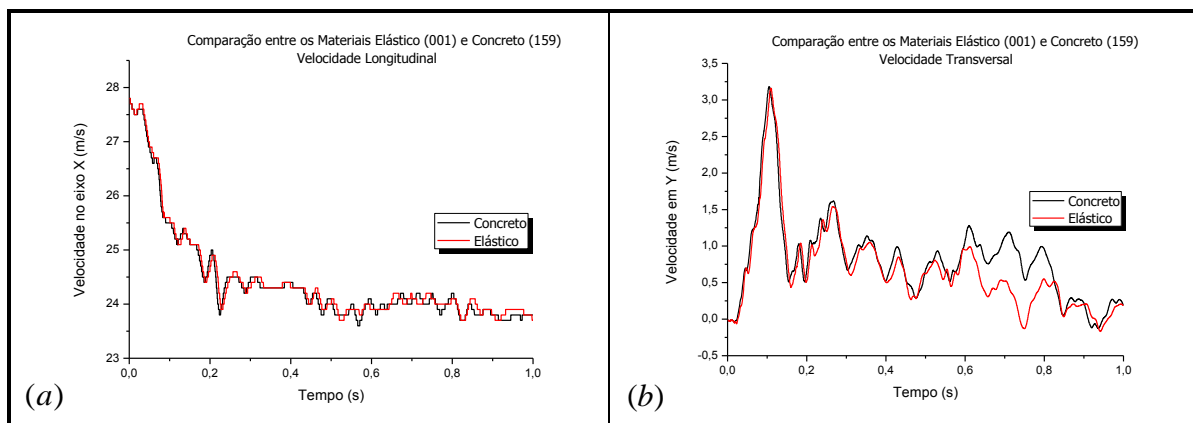 Comparação entre os Materiais Elástico (001) e Concreto (159)
Velocidade Longitudinal
28
27
26
25
24
23
Velocidade no eixo X (m/s)
Concreto
Elástico
0,0 0,2 0,4 0,6 0,8 1,0
Tempo (s)
(a)
Comparação entre os Materiais Elástico (001) e Concreto (159)
Velocidade Transversal
3,5
3,0
2,5
2,0
1,5
1,0
0,5
0,0
-0,5
Velocidade em Y (m/s)
Concreto
Elástico
0,0 0,2 0,4 0,6 0,8 1,0
Tempo (s)
(b)